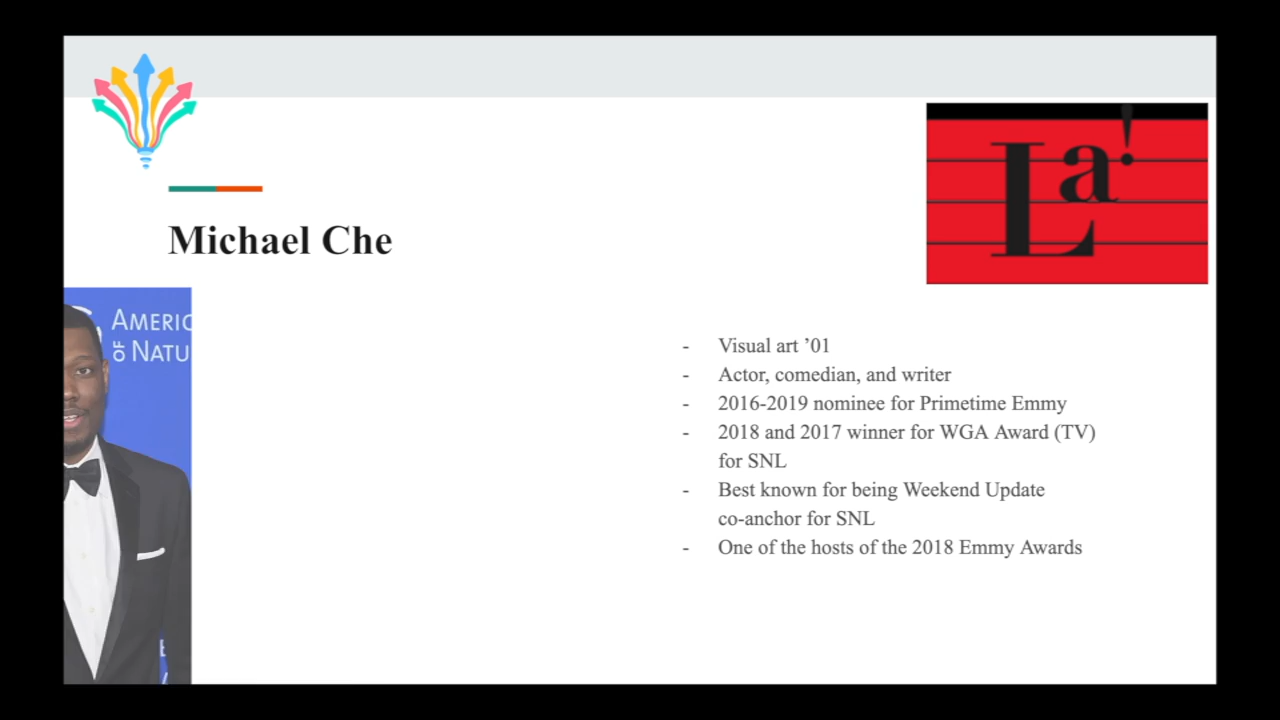 La!
Michael Che
AMERIC
OF NATU
- Visual art ’01
- Actor, comedian, and writer
- 2016-2019 nominee for Primetime Emmy
- 2018 and 2017 winner for WGA Award (TV)
for SNL
- Best known for being Weekend Update
co-anchor for SNL
- One of the hosts of the 2018 Emmy Awards